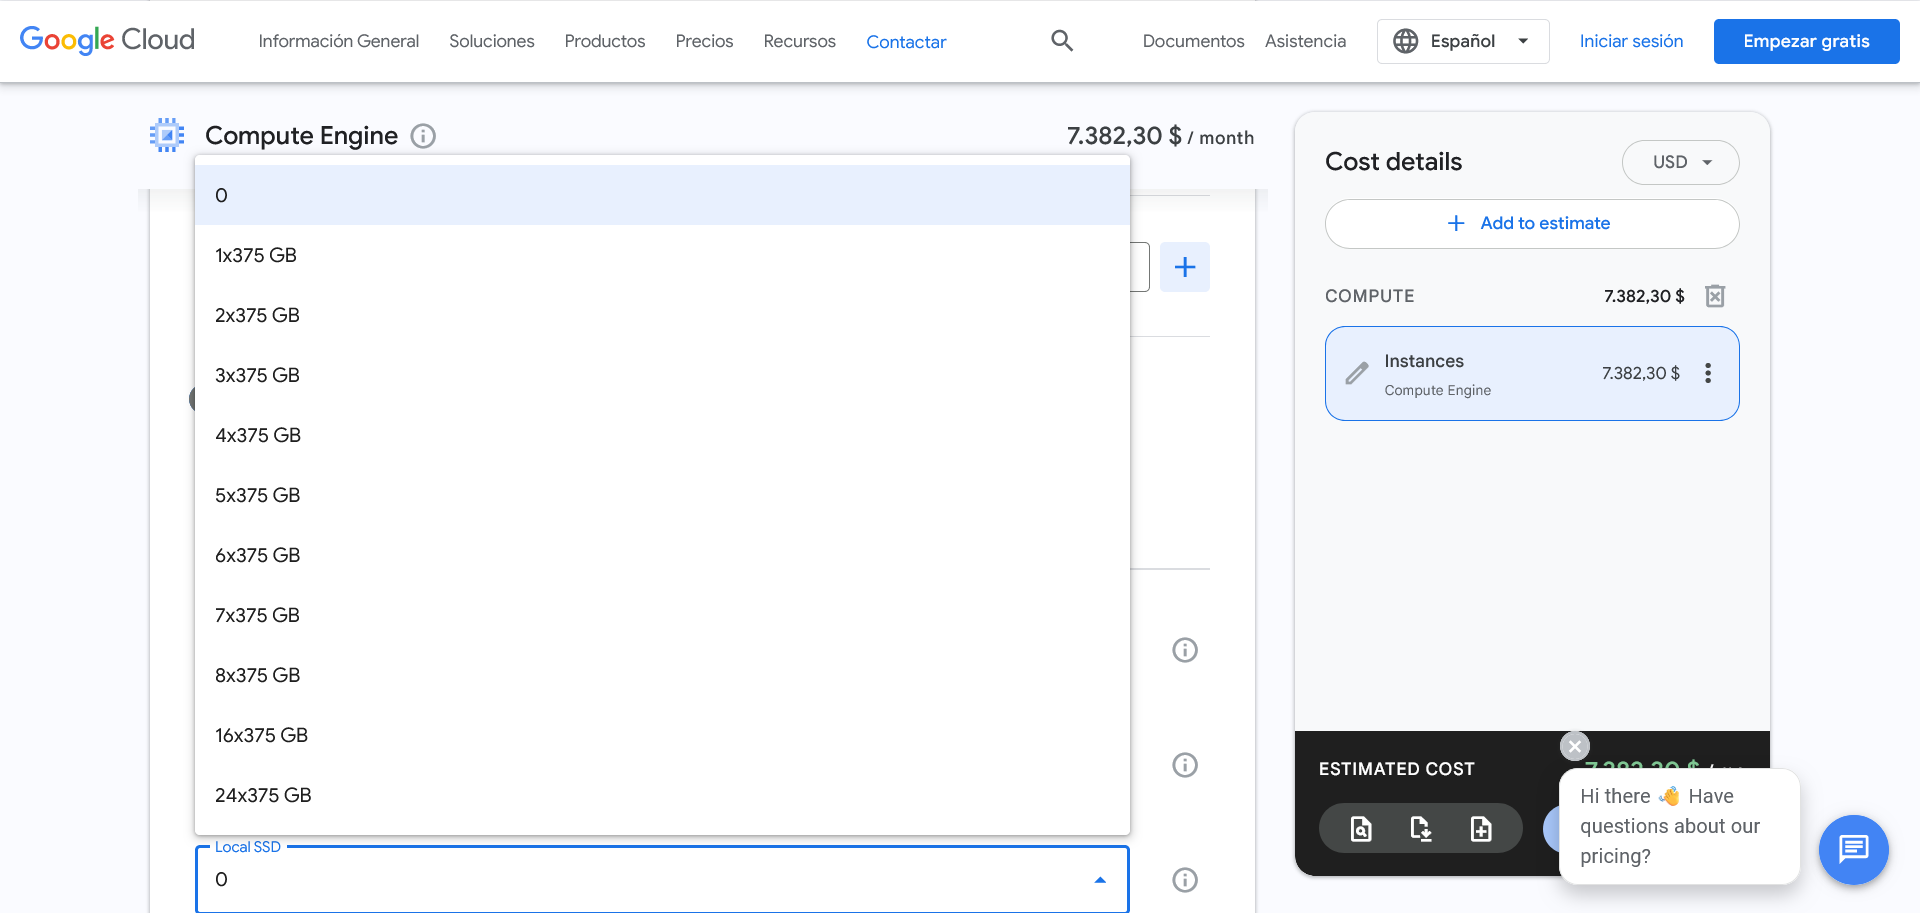 Google Cloud
Información General
Soluciones
Productos
Precios
Recursos
Contactar
Documentos
Asistencia
Español
Iniciar sesión
Empezar gratis
Compute Engine
7.382,30 $ / month
0
1x375 GB
2x375 GB
3x375 GB
4x375 GB
5x375 GB
6x375 GB
7x375 GB
8x375 GB
16x375 GB
24x375 GB
Local SSD
0
Cost details
USD
Add to estimate
COMPUTE
7.382,30 $
Instances
Compute Engine
7.382,30 $
ESTIMATED COST
7.382,30 $
Hi there 👋 Have
questions about our
pricing?